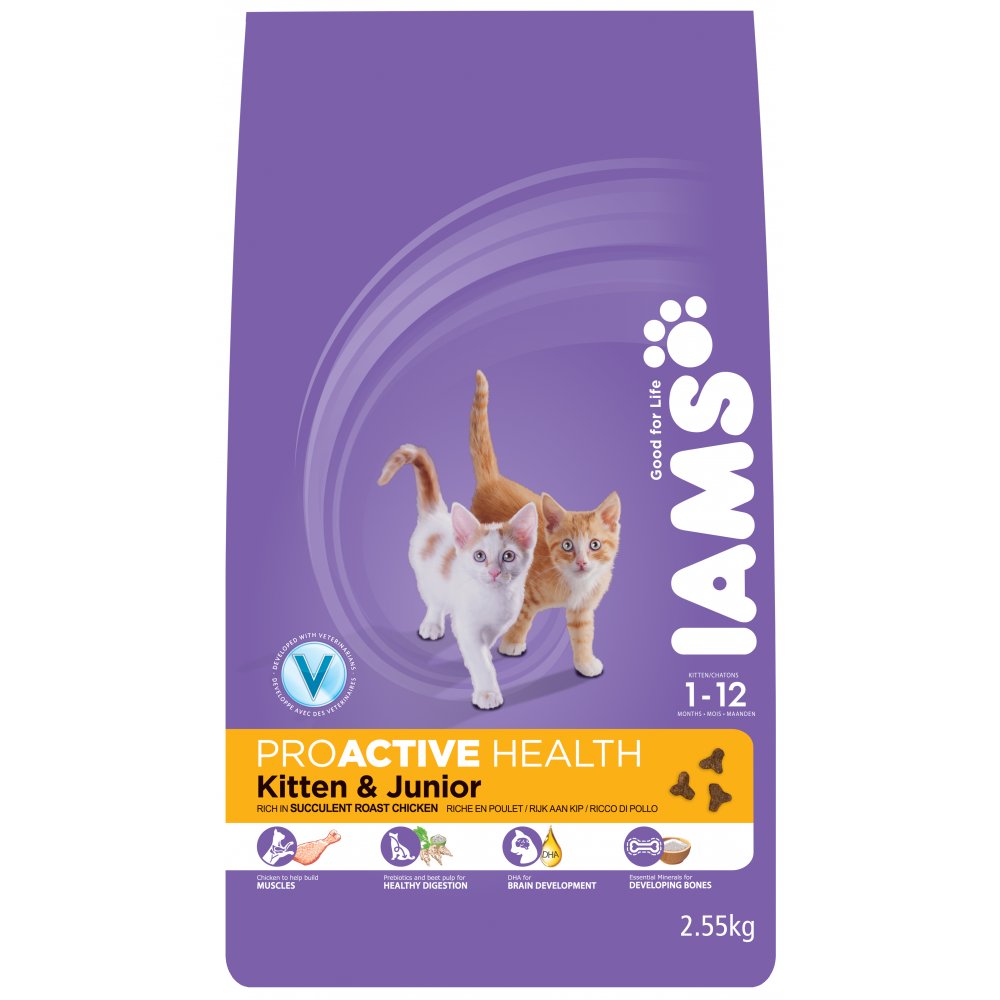 Good for Life
IAMS
DEVELOPED WITH VETERINARIANS
V
DEVELOPPE AVEC DES VETERINAIRES
KITTEN/CHATONS
1-12
MONTHS • MOIS • MAANDEN
PROACTIVE HEALTH
Kitten & Junior
RICH IN SUCCULENT ROAST CHICKEN RICHE EN POULET / RIJK AAN KIP / RICCO DI POLLO
Chicken to help build
MUSCLES
Prebiotics and beet pulp for
HEALTHY DIGESTION
DHA
DHA for
BRAIN DEVELOPMENT
Essential Minerals for
DEVELOPING BONES
2.55kg